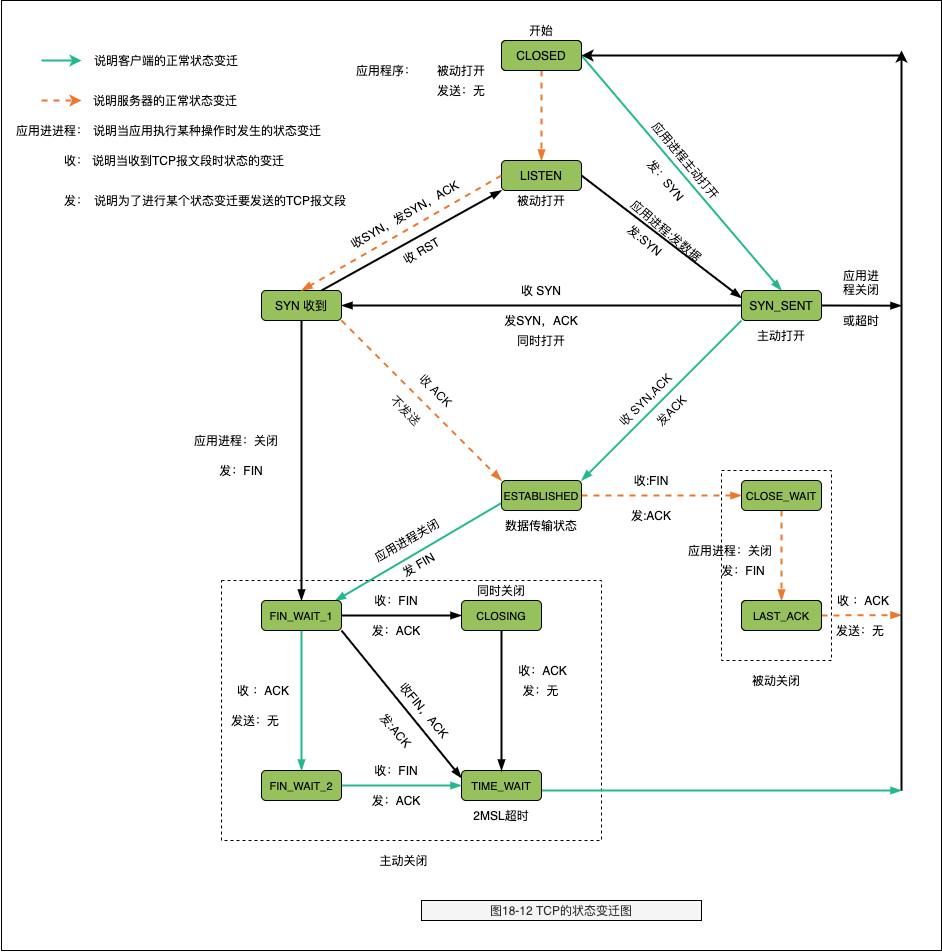 开始
CLOSED
说明客户端的正常状态变迁
应用程序：
被动打开
发送：无
说明服务器的正常状态变迁
应用进进程：
说明当应用执行某种操作时发生的状态变迁
收：
说明当收到TCP报文段时状态的变迁
发：
说明为了进行某个状态变迁要发送的TCP报文段
应用进程主动打开
发：SYN
LISTEN
被动打开
收SYN，发SYN，ACK
收 RST
应用进程:发数据
发:SYN
SYN 收到
收 SYN
发SYN，ACK
同时打开
SYN_SENT
主动打开
应用进
程关闭
或超时
收 ACK
不发送
收 SYN,ACK
发ACK
应用进程：关闭
发：FIN
ESTABLISHED
数据传输状态
收:FIN
发:ACK
CLOSE_WAIT
应用进程：关闭
发：FIN
应用进程关闭
发 FIN
LAST_ACK
收 ：ACK
发送：无
被动关闭
FIN_WAIT_1
收：FIN
发：ACK
同时关闭
CLOSING
收 ：ACK
发送：无
收FIN，ACK
发:ACK
收：ACK
发：无
FIN_WAIT_2
收：FIN
发：ACK
TIME_WAIT
2MSL超时
主动关闭
图18-12 TCP的状态变迁图